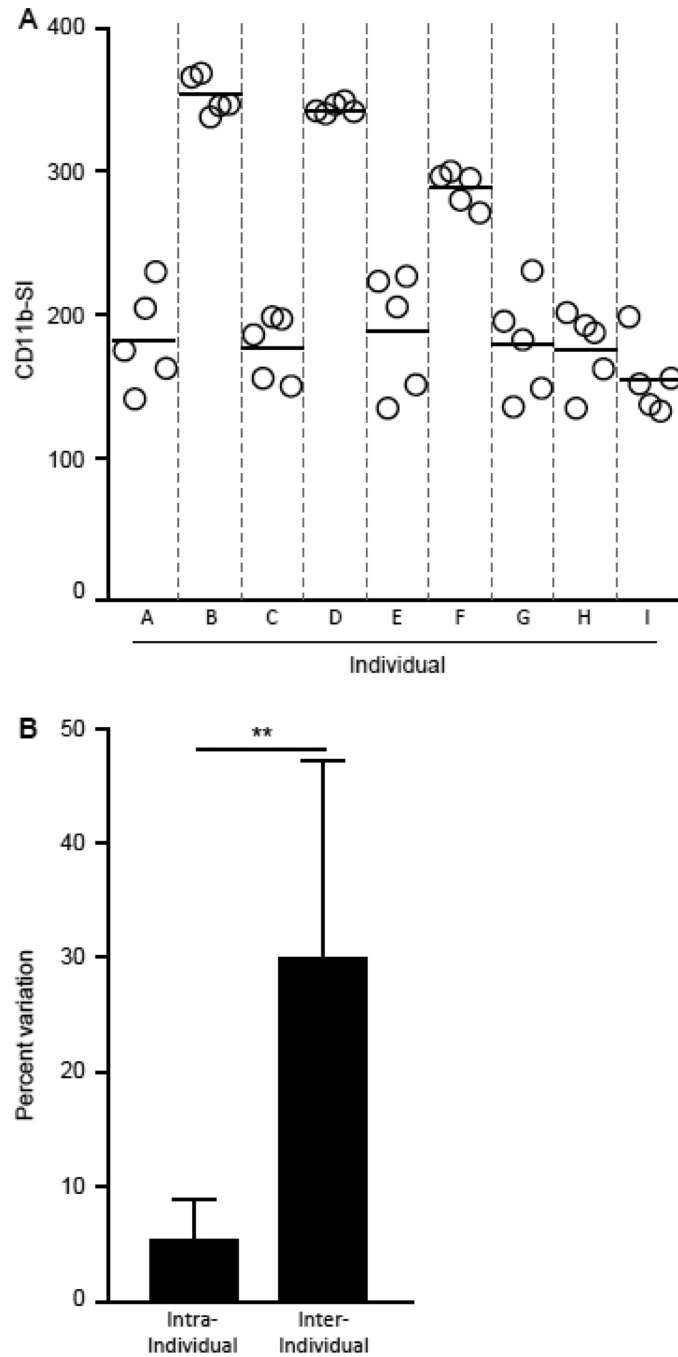 A
400
300
200
100
0
CD11b-SI
A B C D E F G H I
Individual
B
50
40
30
20
10
0
Percent variation
**
Intra-
Individual
Inter-
Individual